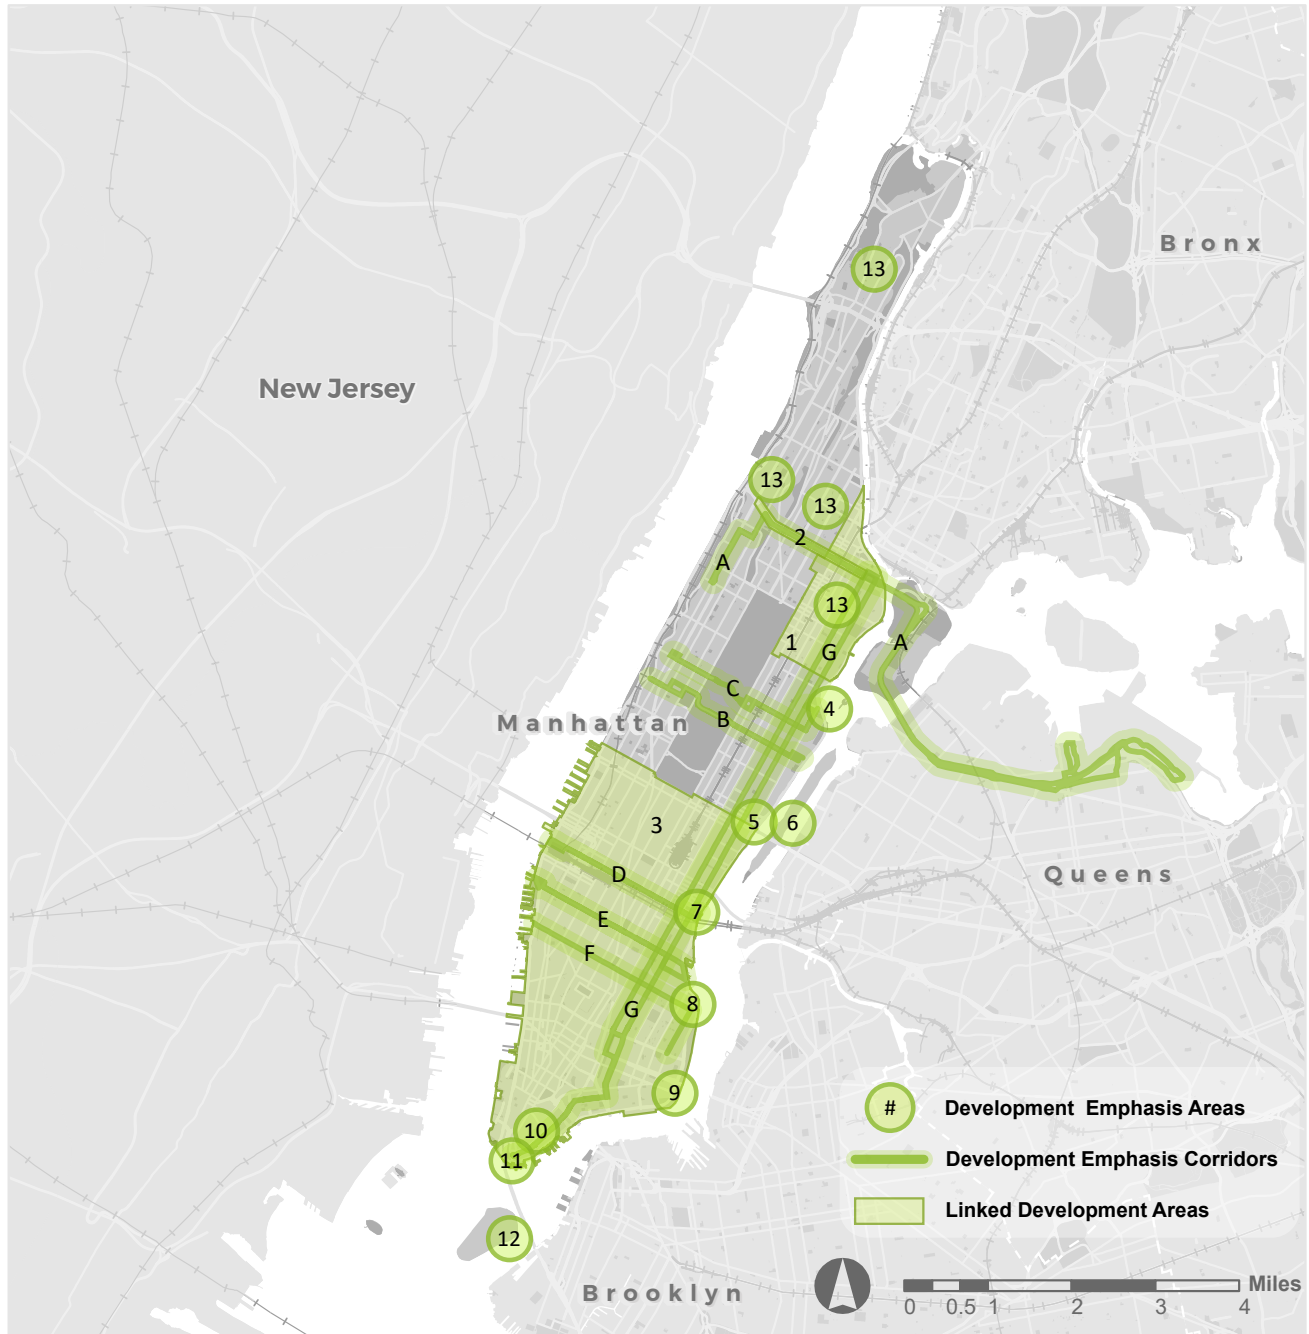 Bronx
13
New Jersey
13
13
2
A
13
1
A
G
C
4
B
Manhattan
5
6
3
D
Queens
7
E
F
8
G
9
# Development Emphasis Areas
10
Development Emphasis Corridors
11
Linked Development Areas
12
Brooklyn
Miles
0 0.5 1 2 3 4